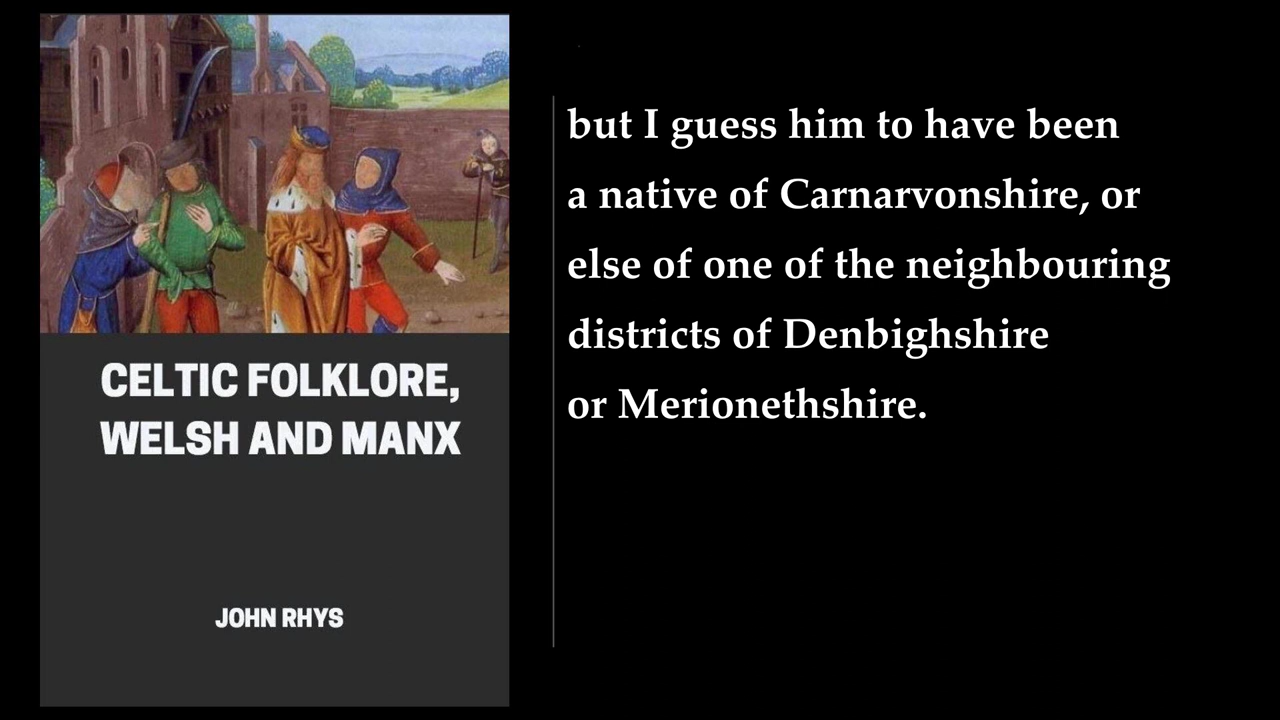 CELTIC FOLKLORE,
WELSH AND MANX
JOHN RHYS
but I guess him to have been
a native of Carnarvonshire, or
else of one of the neighbouring
districts of Denbighshire
or Merionethshire.